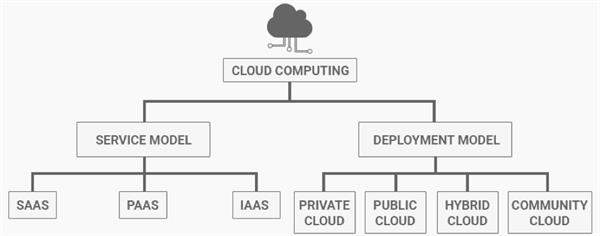 CLOUD COMPUTING
SERVICE MODEL
DEPLOYMENT MODEL
SAAS
PAAS
IAAS
PRIVATE
CLOUD
PUBLIC
CLOUD
HYBRID
CLOUD
COMMUNITY
CLOUD